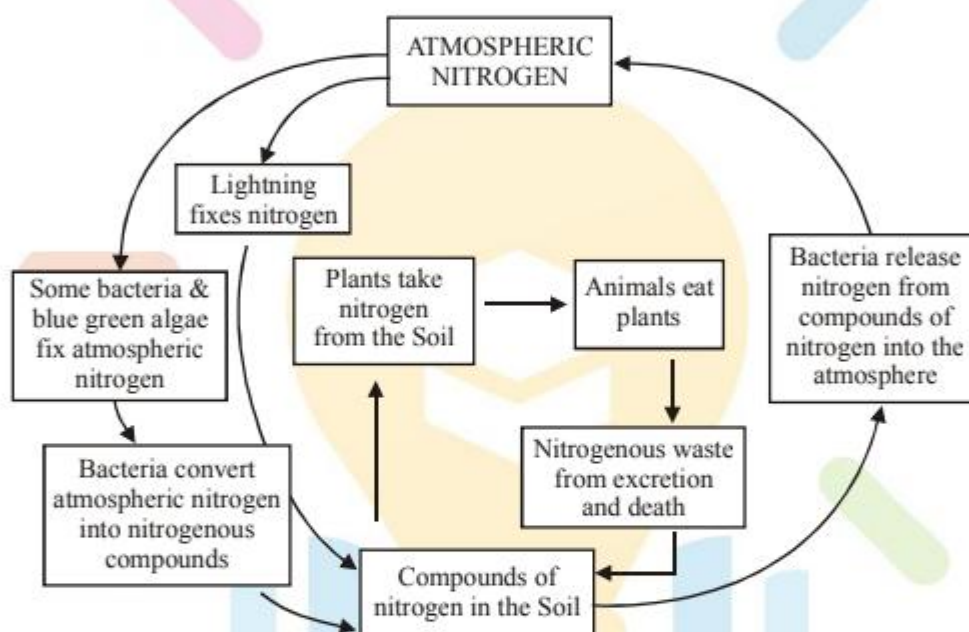 ATMOSPHERIC
NITROGEN
Lightning
fixes nitrogen
Some bacteria &
blue green algae
fix atmospheric
nitrogen
Bacteria convert
atmospheric nitrogen
into nitrogenous
compounds
Plants take
nitrogen
from the Soil
Animals eat
plants
Nitrogenous waste
from excretion
and death
Compounds of
nitrogen in the Soil
Bacteria release
nitrogen from
compounds of
nitrogen into the
atmosphere